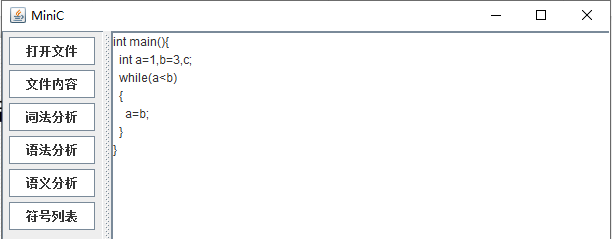 MiniC
打开文件
文件内容
词法分析
语法分析
语义分析
符号列表
int main(){
  int a=1,b=3,c;
  while(a<b)
  {
    a=b;
  }
}